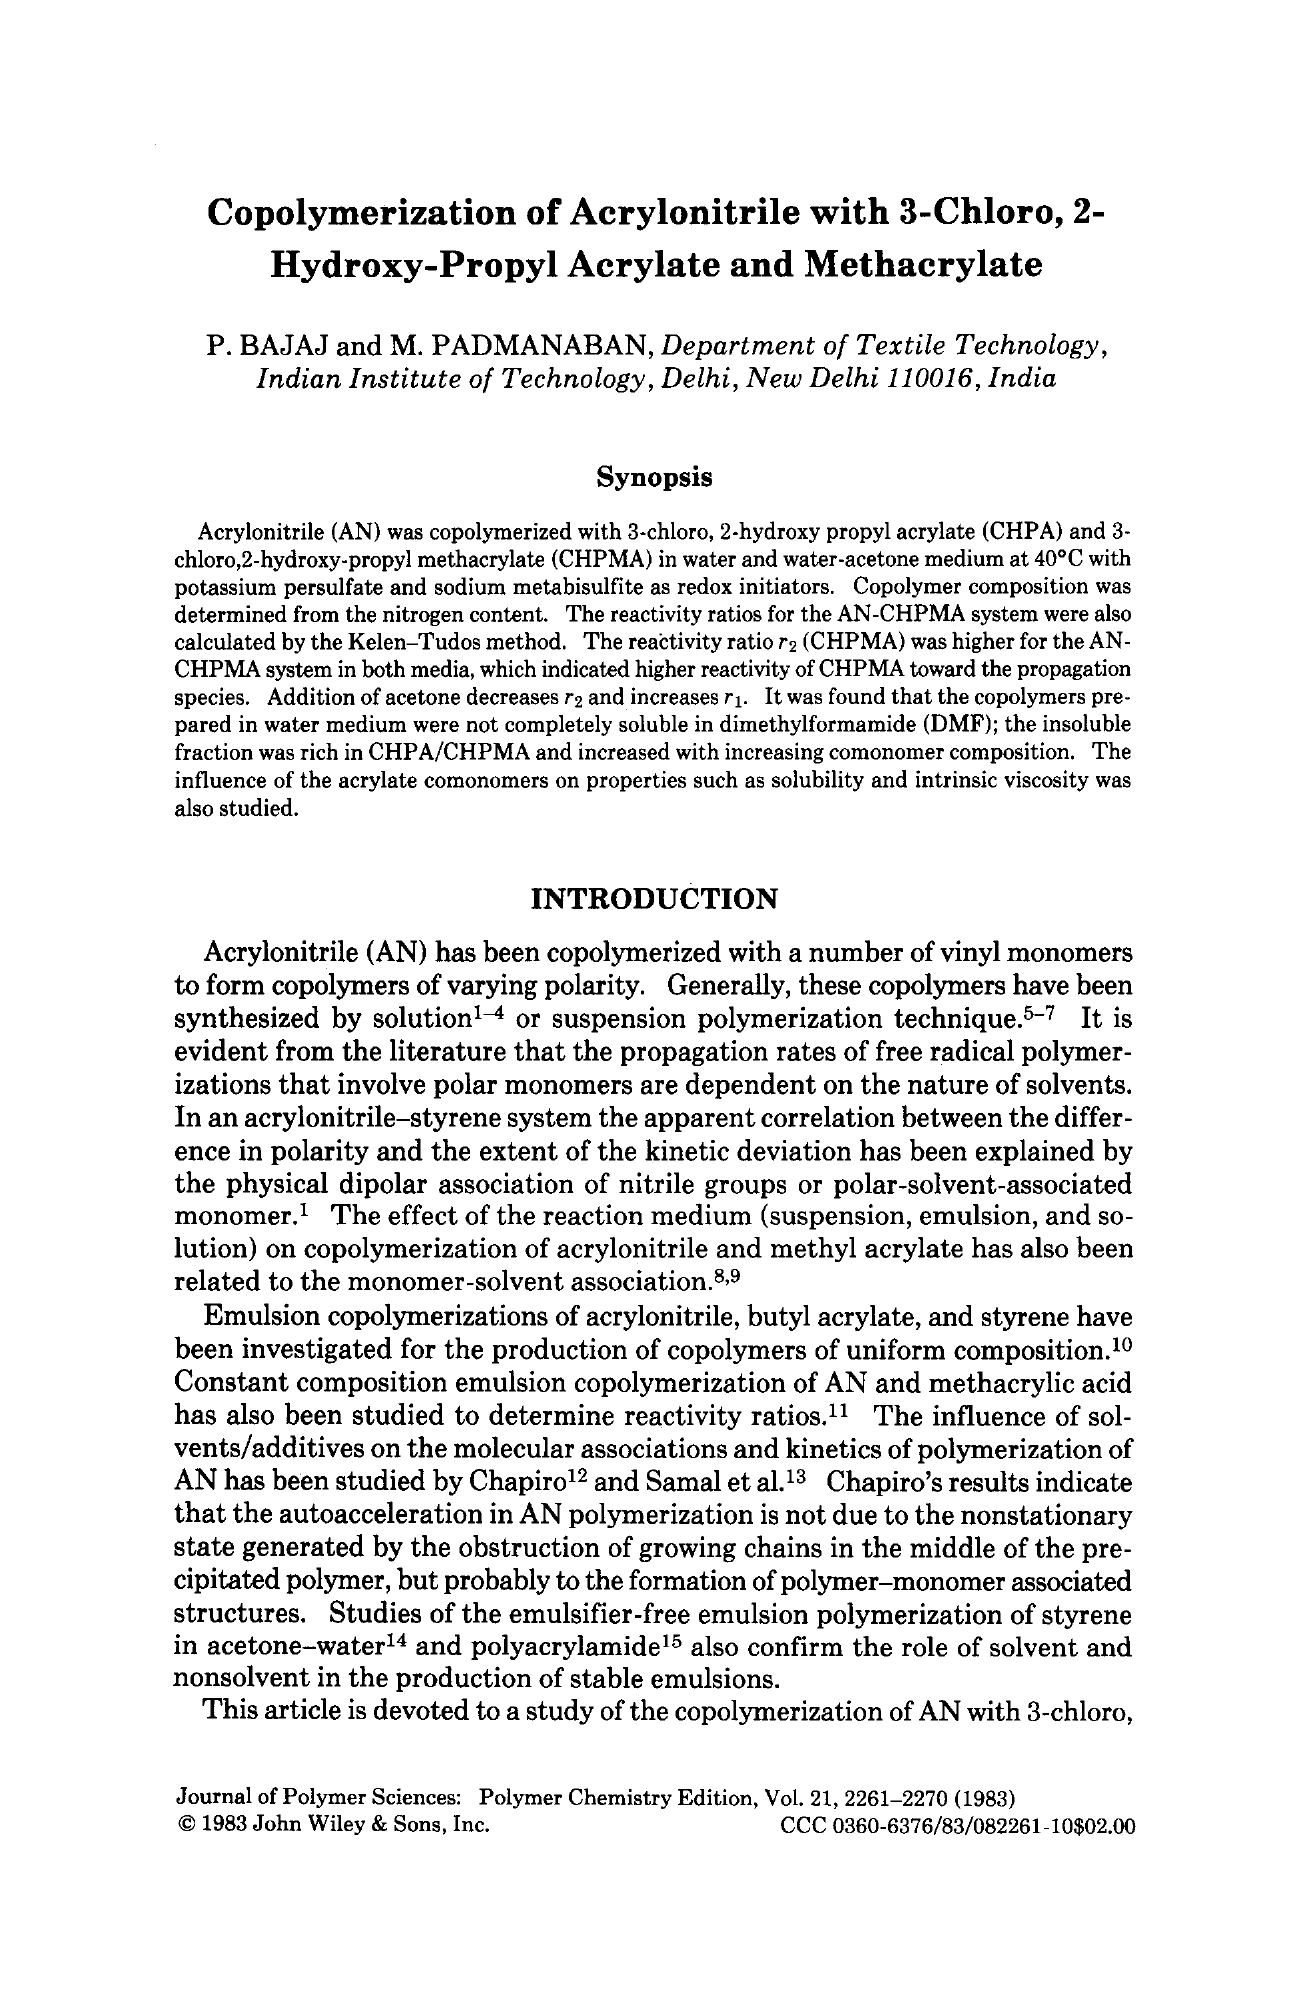 Copolymerization of Acrylonitrile with 3-Chloro, 2-
Hydroxy-Propyl Acrylate and Methacrylate
P. BAJAJ and M. PADMANABAN, Department of Textile Technology,
Indian Institute of Technology, Delhi, New Delhi 110016, India
Synopsis
Acrylonitrile (AN) was copolymerized with 3-chloro, 2-hydroxy propyl acrylate (CHPA) and 3-
chloro,2-hydroxy-propyl methacrylate (CHPMA) in water and water-acetone medium at 40°C with
potassium persulfate and sodium metabisulfite as redox initiators. Copolymer composition was
determined from the nitrogen content. The reactivity ratios for the AN-CHPMA system were also
calculated by the Kelen–Tudos method. The reactivity ratio r₂ (CHPMA) was higher for the AN-
CHPMA system in both media, which indicated higher reactivity of CHPMA toward the propagation
species. Addition of acetone decreases r₂ and increases r₁. It was found that the copolymers pre-
pared in water medium were not completely soluble in dimethylformamide (DMF); the insoluble
fraction was rich in CHPA/CHPMA and increased with increasing comonomer composition. The
influence of the acrylate comonomers on properties such as solubility and intrinsic viscosity was
also studied.
INTRODUCTION
Acrylonitrile (AN) has been copolymerized with a number of vinyl monomers
to form copolymers of varying polarity. Generally, these copolymers have been
synthesized by solution¹⁻⁴ or suspension polymerization technique.⁵⁻⁷ It is
evident from the literature that the propagation rates of free radical polymer-
izations that involve polar monomers are dependent on the nature of solvents.
In an acrylonitrile–styrene system the apparent correlation between the differ-
ence in polarity and the extent of the kinetic deviation has been explained by
the physical dipolar association of nitrile groups or polar-solvent-associated
monomer.¹ The effect of the reaction medium (suspension, emulsion, and so-
lution) on copolymerization of acrylonitrile and methyl acrylate has also been
related to the monomer-solvent association.⁸,⁹
Emulsion copolymerizations of acrylonitrile, butyl acrylate, and styrene have
been investigated for the production of copolymers of uniform composition.¹⁰
Constant composition emulsion copolymerization of AN and methacrylic acid
has also been studied to determine reactivity ratios.¹¹ The influence of sol-
vents/additives on the molecular associations and kinetics of polymerization of
AN has been studied by Chapiro¹² and Samal et al.¹³ Chapiro's results indicate
that the autoacceleration in AN polymerization is not due to the nonstationary
state generated by the obstruction of growing chains in the middle of the pre-
cipitated polymer, but probably to the formation of polymer–monomer associated
structures. Studies of the emulsifier-free emulsion polymerization of styrene
in acetone–water¹⁴ and polyacrylamide¹⁵ also confirm the role of solvent and
nonsolvent in the production of stable emulsions.
This article is devoted to a study of the copolymerization of AN with 3-chloro,
Journal of Polymer Sciences: Polymer Chemistry Edition, Vol. 21, 2261–2270 (1983)
© 1983 John Wiley & Sons, Inc. CCC 0360-6376/83/082261-10$02.00